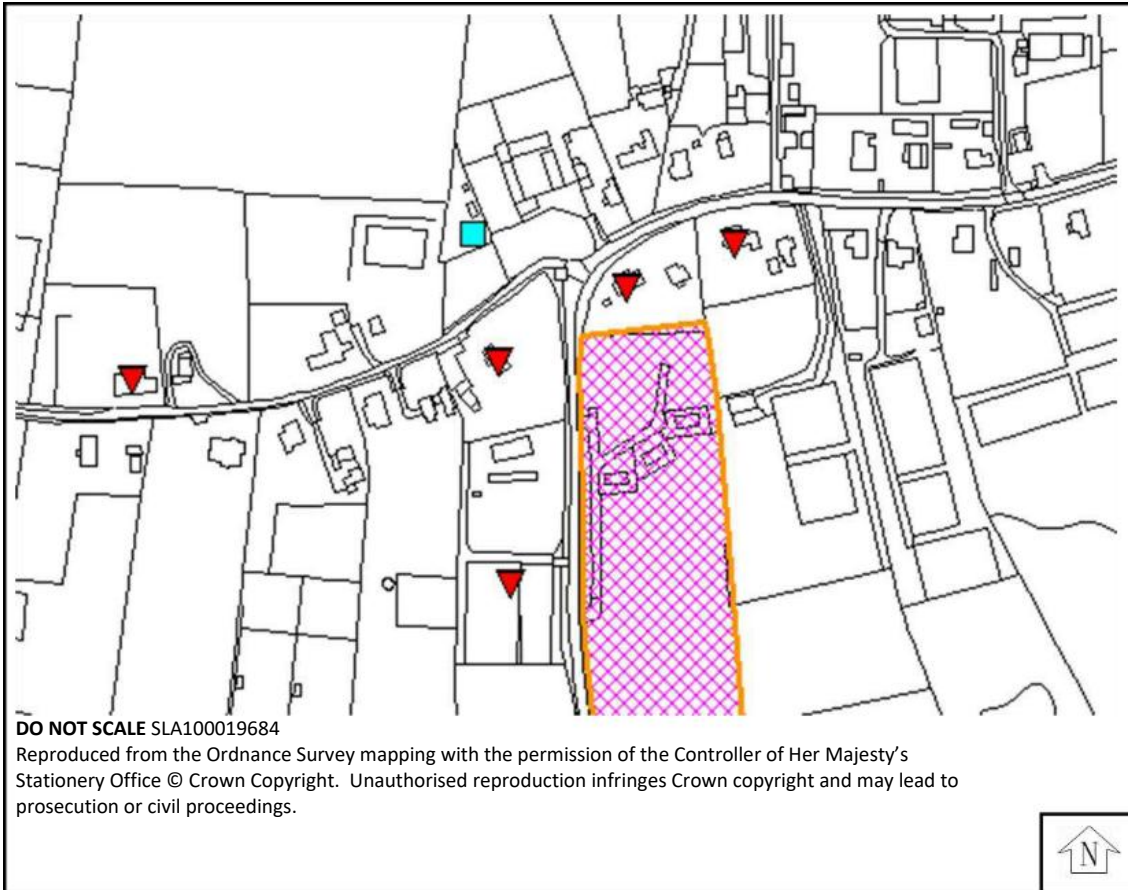 DO NOT SCALE SLA100019684
Reproduced from the Ordnance Survey mapping with the permission of the Controller of Her Majesty's
Stationery Office © Crown Copyright.  Unauthorised reproduction infringes Crown copyright and may lead to
prosecution or civil proceedings.
N